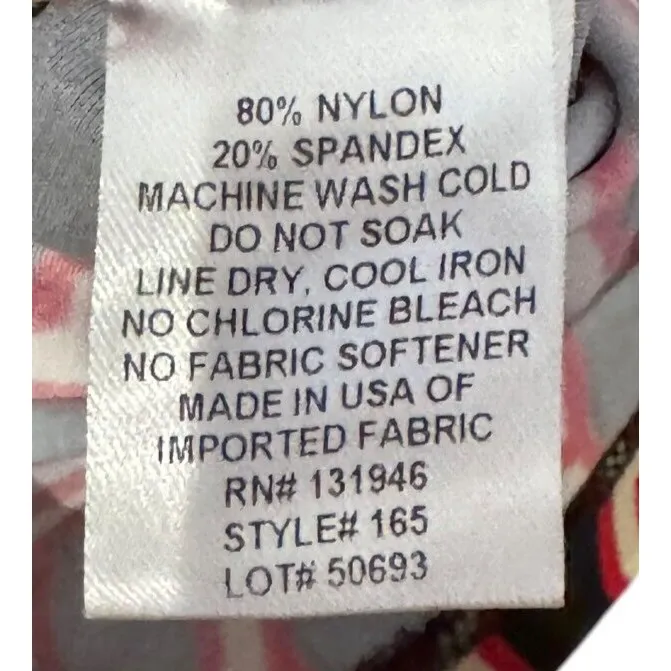 80% NYLON
20% SPANDEX
MACHINE WASH COLD
DO NOT SOAK
LINE DRY, COOL IRON
NO CHLORINE BLEACH
NO FABRIC SOFTENER
MADE IN USA OF
IMPORTED FABRIC
RN# 131946
STYLE# 165
LOT# 50693